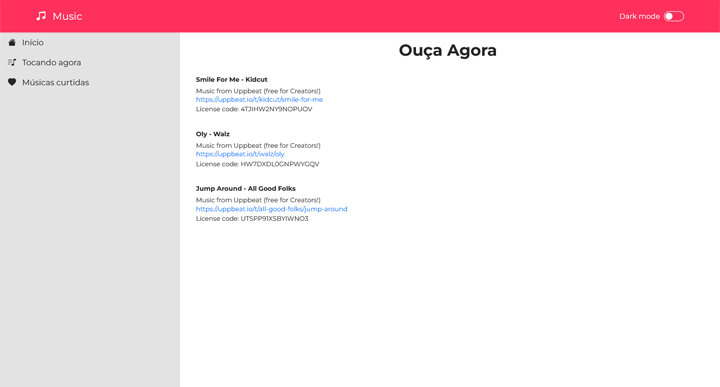 Music
Dark mode
Início
Tocando agora
Músicas curtidas
Ouça Agora
Smile For Me - Kidcut
Music from Uppbeat (free for Creators!)
https://uppbeat.io/t/kidcut/smile-for-me
License code: 4TJIHW2NY9NOPUOV
Oly - Walz
Music from Uppbeat (free for Creators!)
https://uppbeat.io/t/walz/oly
License code: HW7DXDL0GNPWYGQV
Jump Around - All Good Folks
Music from Uppbeat (free for Creators!)
https://uppbeat.io/t/all-good-folks/jump-around
License code: UTSPP91XSBYIWNO3